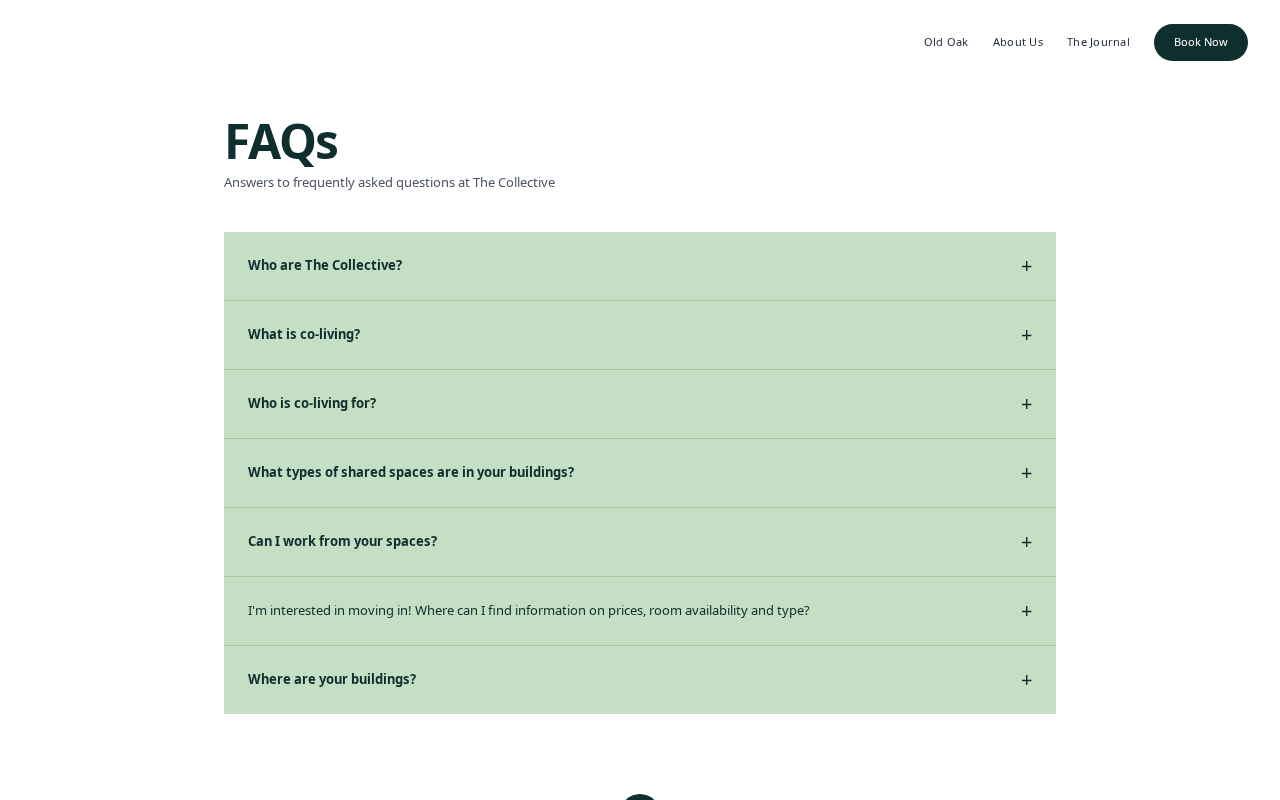 Old Oak
About Us
The Journal
Book Now
FAQs
Answers to frequently asked questions at The Collective
Who are The Collective?
+
What is co-living?
+
Who is co-living for?
+
What types of shared spaces are in your buildings?
+
Can I work from your spaces?
+
I'm interested in moving in! Where can I find information on prices, room availability and type?
+
Where are your buildings?
+